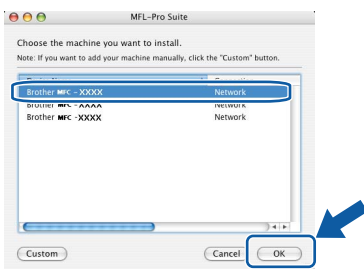 MFL-Pro Suite
Choose the machine you want to install.
Note: If you want to add your machine manually, click the "Custom" button.
Brother MFC - XXXX Network
Brother MFC - XXXX Network
Brother MFC - XXXX Network
Custom Cancel OK